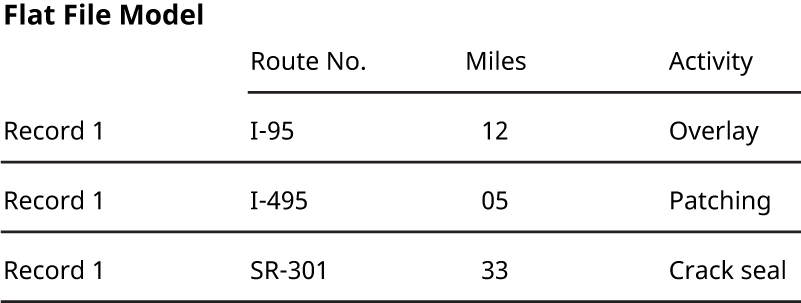 Flat File Model
Route No. Miles Activity
Record 1 I-95 12 Overlay
Record 1 I-495 05 Patching
Record 1 SR-301 33 Crack seal